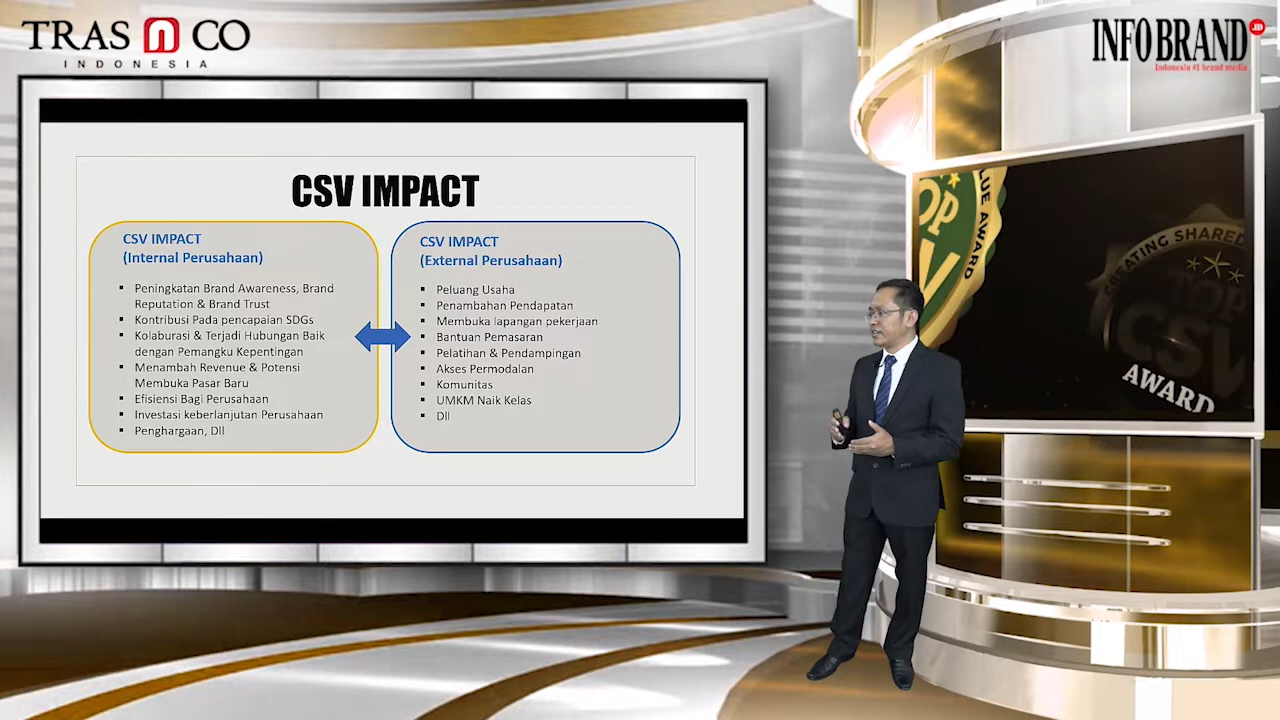 TRAS N CO
INDONESIA
INFOBRAND.ID
Indonesia #1 brand media
CSV IMPACT
CSV IMPACT
(Internal Perusahaan)
▪ Peningkatan Brand Awareness, Brand
Reputation & Brand Trust
▪ Kontribusi Pada pencapaian SDGs
▪ Kolaburasi & Terjadi Hubungan Baik
dengan Pemangku Kepentingan
▪ Menambah Revenue & Potensi
Membuka Pasar Baru
▪ Efisiensi Bagi Perusahaan
▪ Investasi keberlanjutan Perusahaan
▪ Penghargaan, Dll
CSV IMPACT
(External Perusahaan)
▪ Peluang Usaha
▪ Penambahan Pendapatan
▪ Membuka lapangan pekerjaan
▪ Bantuan Pemasaran
▪ Pelatihan & Pendampingan
▪ Akses Permodalan
▪ Komunitas
▪ UMKM Naik Kelas
▪ Dll
AWARD
CREATING SHARED
TOP
CSV
AWARD